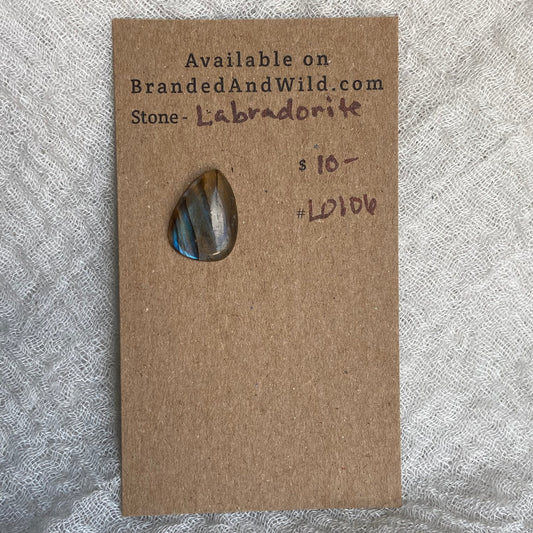 Available on
BrandedAndWild.com
Stone - Labradorite
$ 10-
#LD106